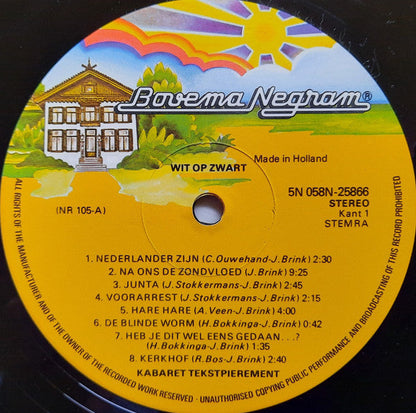 Bovema Negram®
WIT OP ZWART
Made in Holland
5N 058N-25866
STEREO
Kant 1
STEMRA
(NR 105-A)
1. NEDERLANDER ZIJN (C.Ouwehand-J.Brink) 2:30
2. NA ONS DE ZONDVLOED (J.Brink) 9:25
3. JUNTA (J.Stokkermans-J.Brink) 2:45
4. VOORARREST (J.Stokkermans-J.Brink) 2:15
5. HARE HARE (A.Veen-J.Brink) 4:00
6. DE BLINDE WORM (H.Bokkinga-J.Brink) 0:42
7. HEB JE DIT WEL EENS GEDAAN...?
(H.Bokkinga-J.Brink) 1:35
8. KERKHOF (R.Bos-J.Brink) 2:40
KABARET TEKSTPIEREMENT
ALL RIGHTS OF THE MANUFACTURER AND OF THE OWNER OF THE RECORDED WORK RESERVED - UNAUTHORISED COPYING PUBLIC PERFORMANCE AND BROADCASTING OF THIS RECORD PROHIBITED